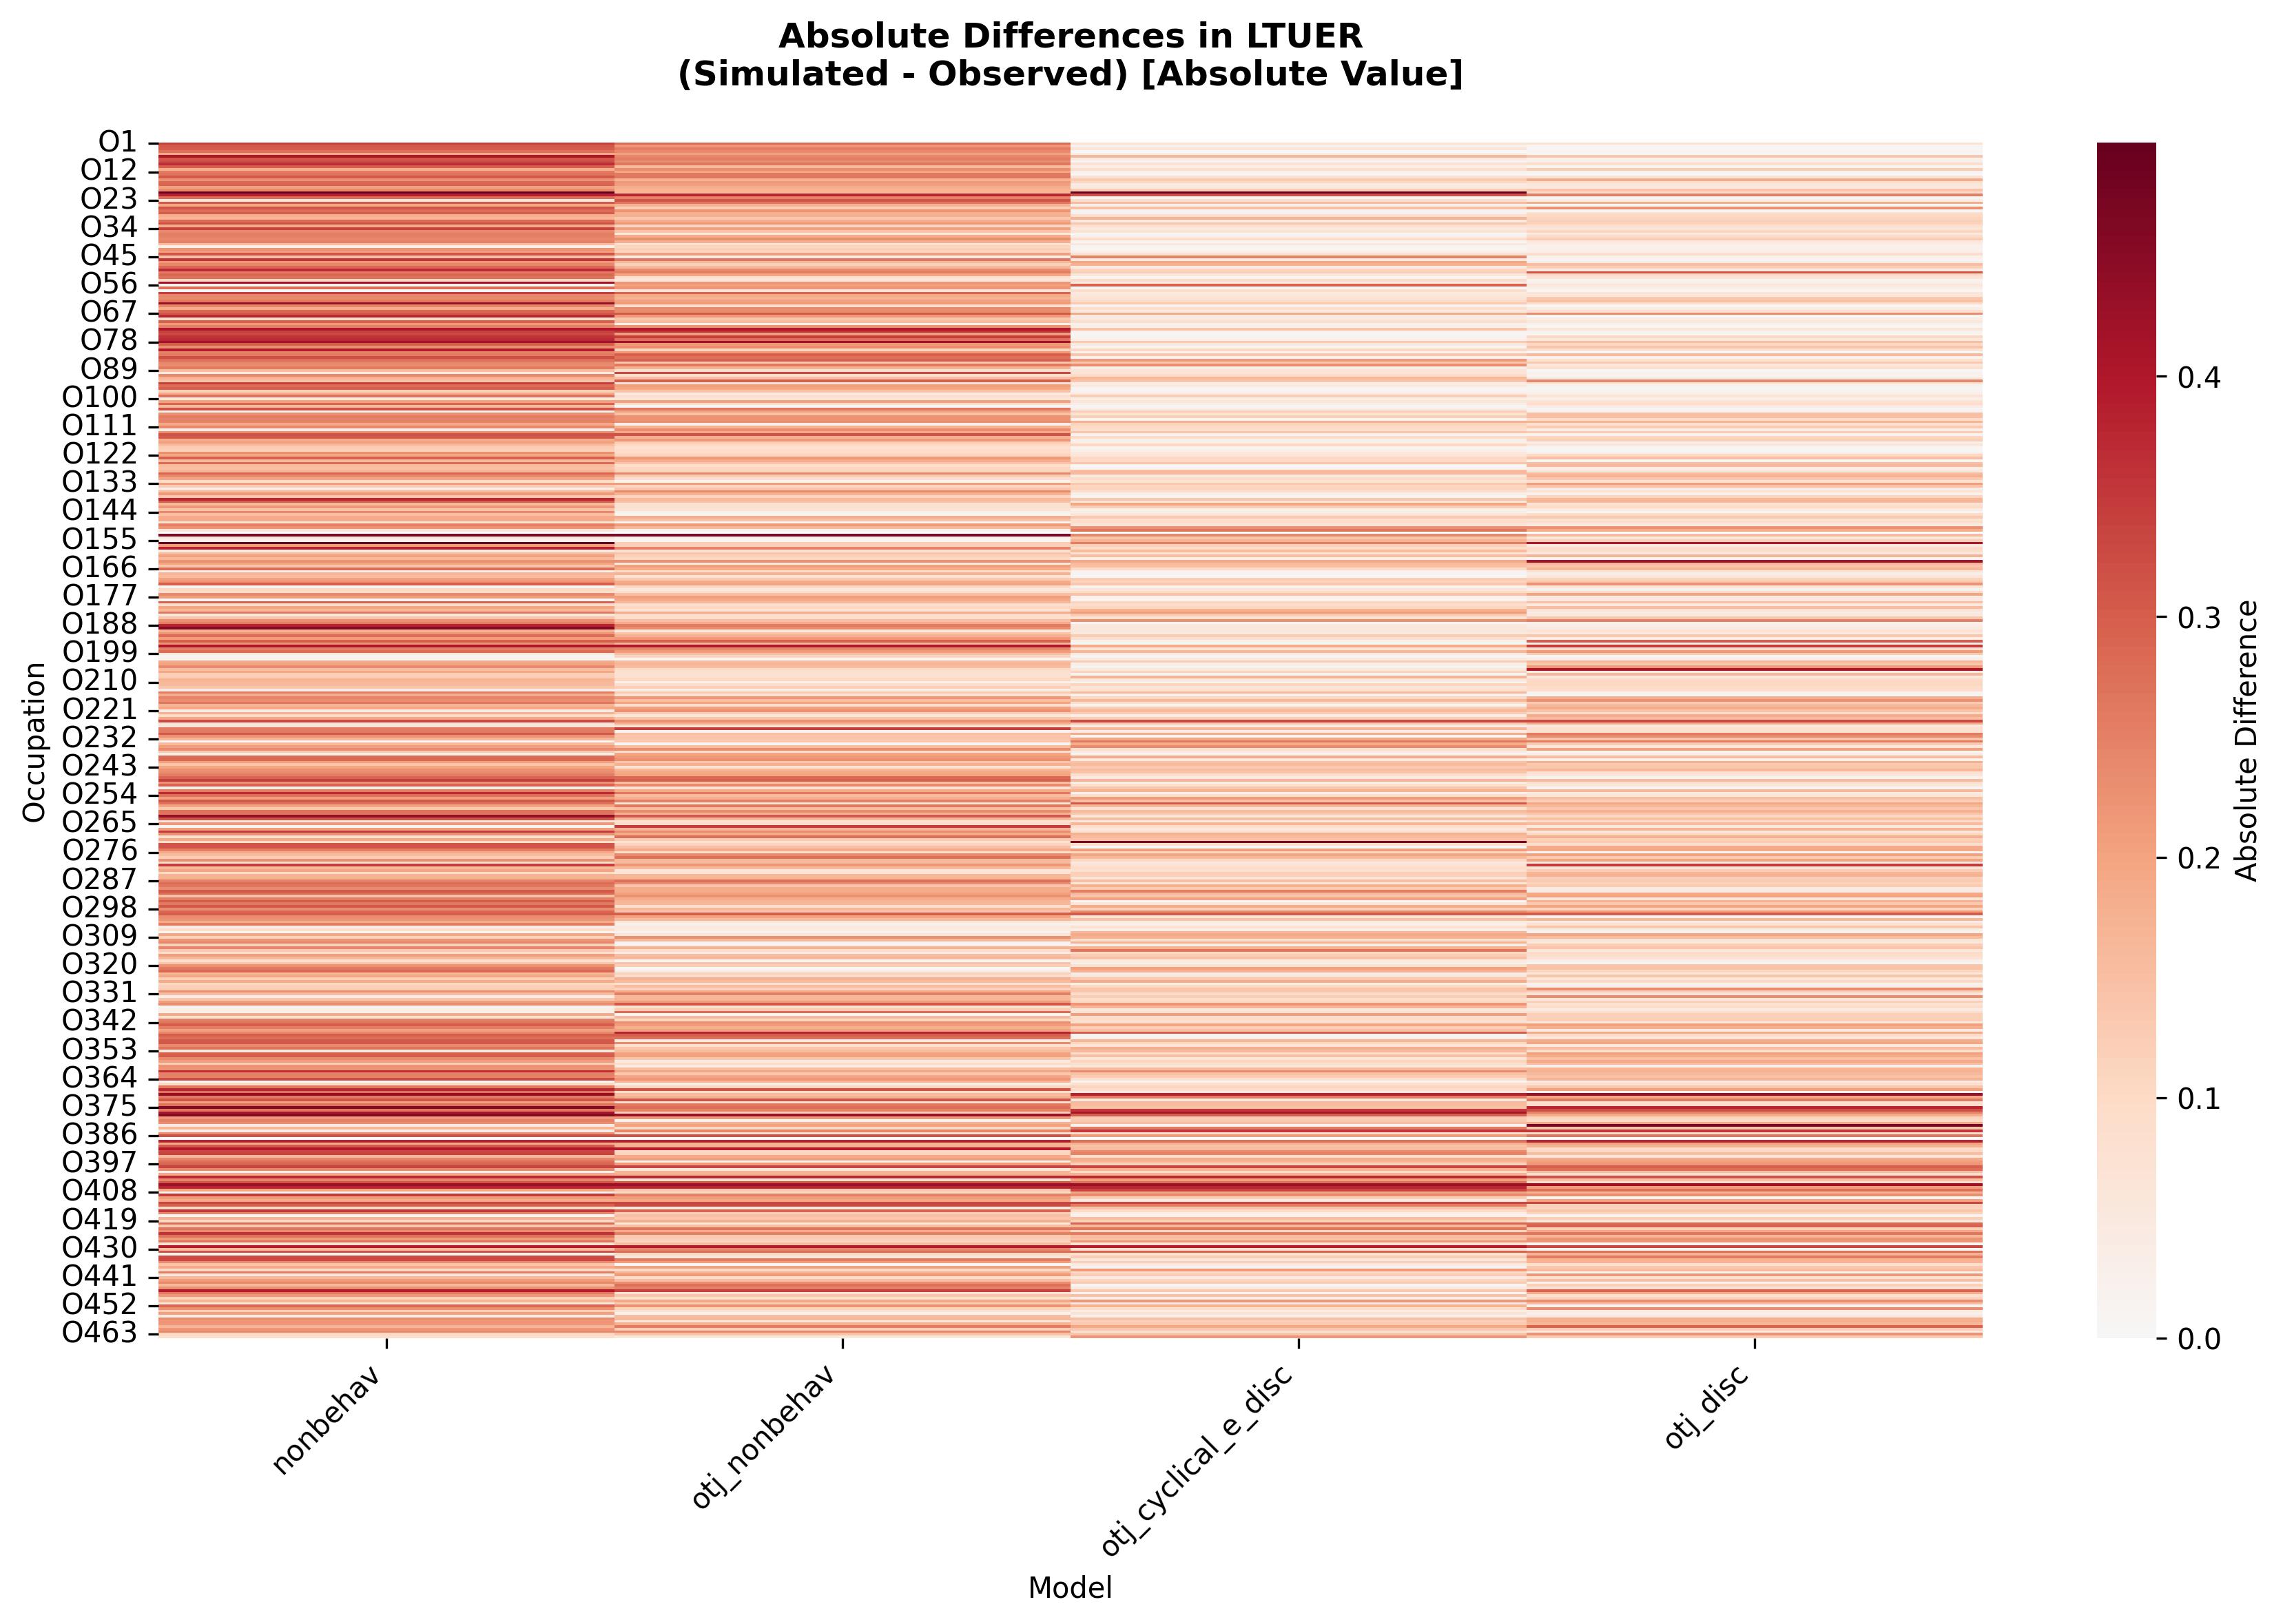 Absolute Differences in LTUER
(Simulated - Observed) [Absolute Value]
Occupation
O1
O12
O23
O34
O45
O56
O67
O78
O89
O100
O111
O122
O133
O144
O155
O166
O177
O188
O199
O210
O221
O232
O243
O254
O265
O276
O287
O298
O309
O320
O331
O342
O353
O364
O375
O386
O397
O408
O419
O430
O441
O452
O463
nonbehav
otj_nonbehav
otj_cyclical_e_disc
otj_disc
Model
0.4
0.3
0.2
0.1
0.0
Absolute Difference